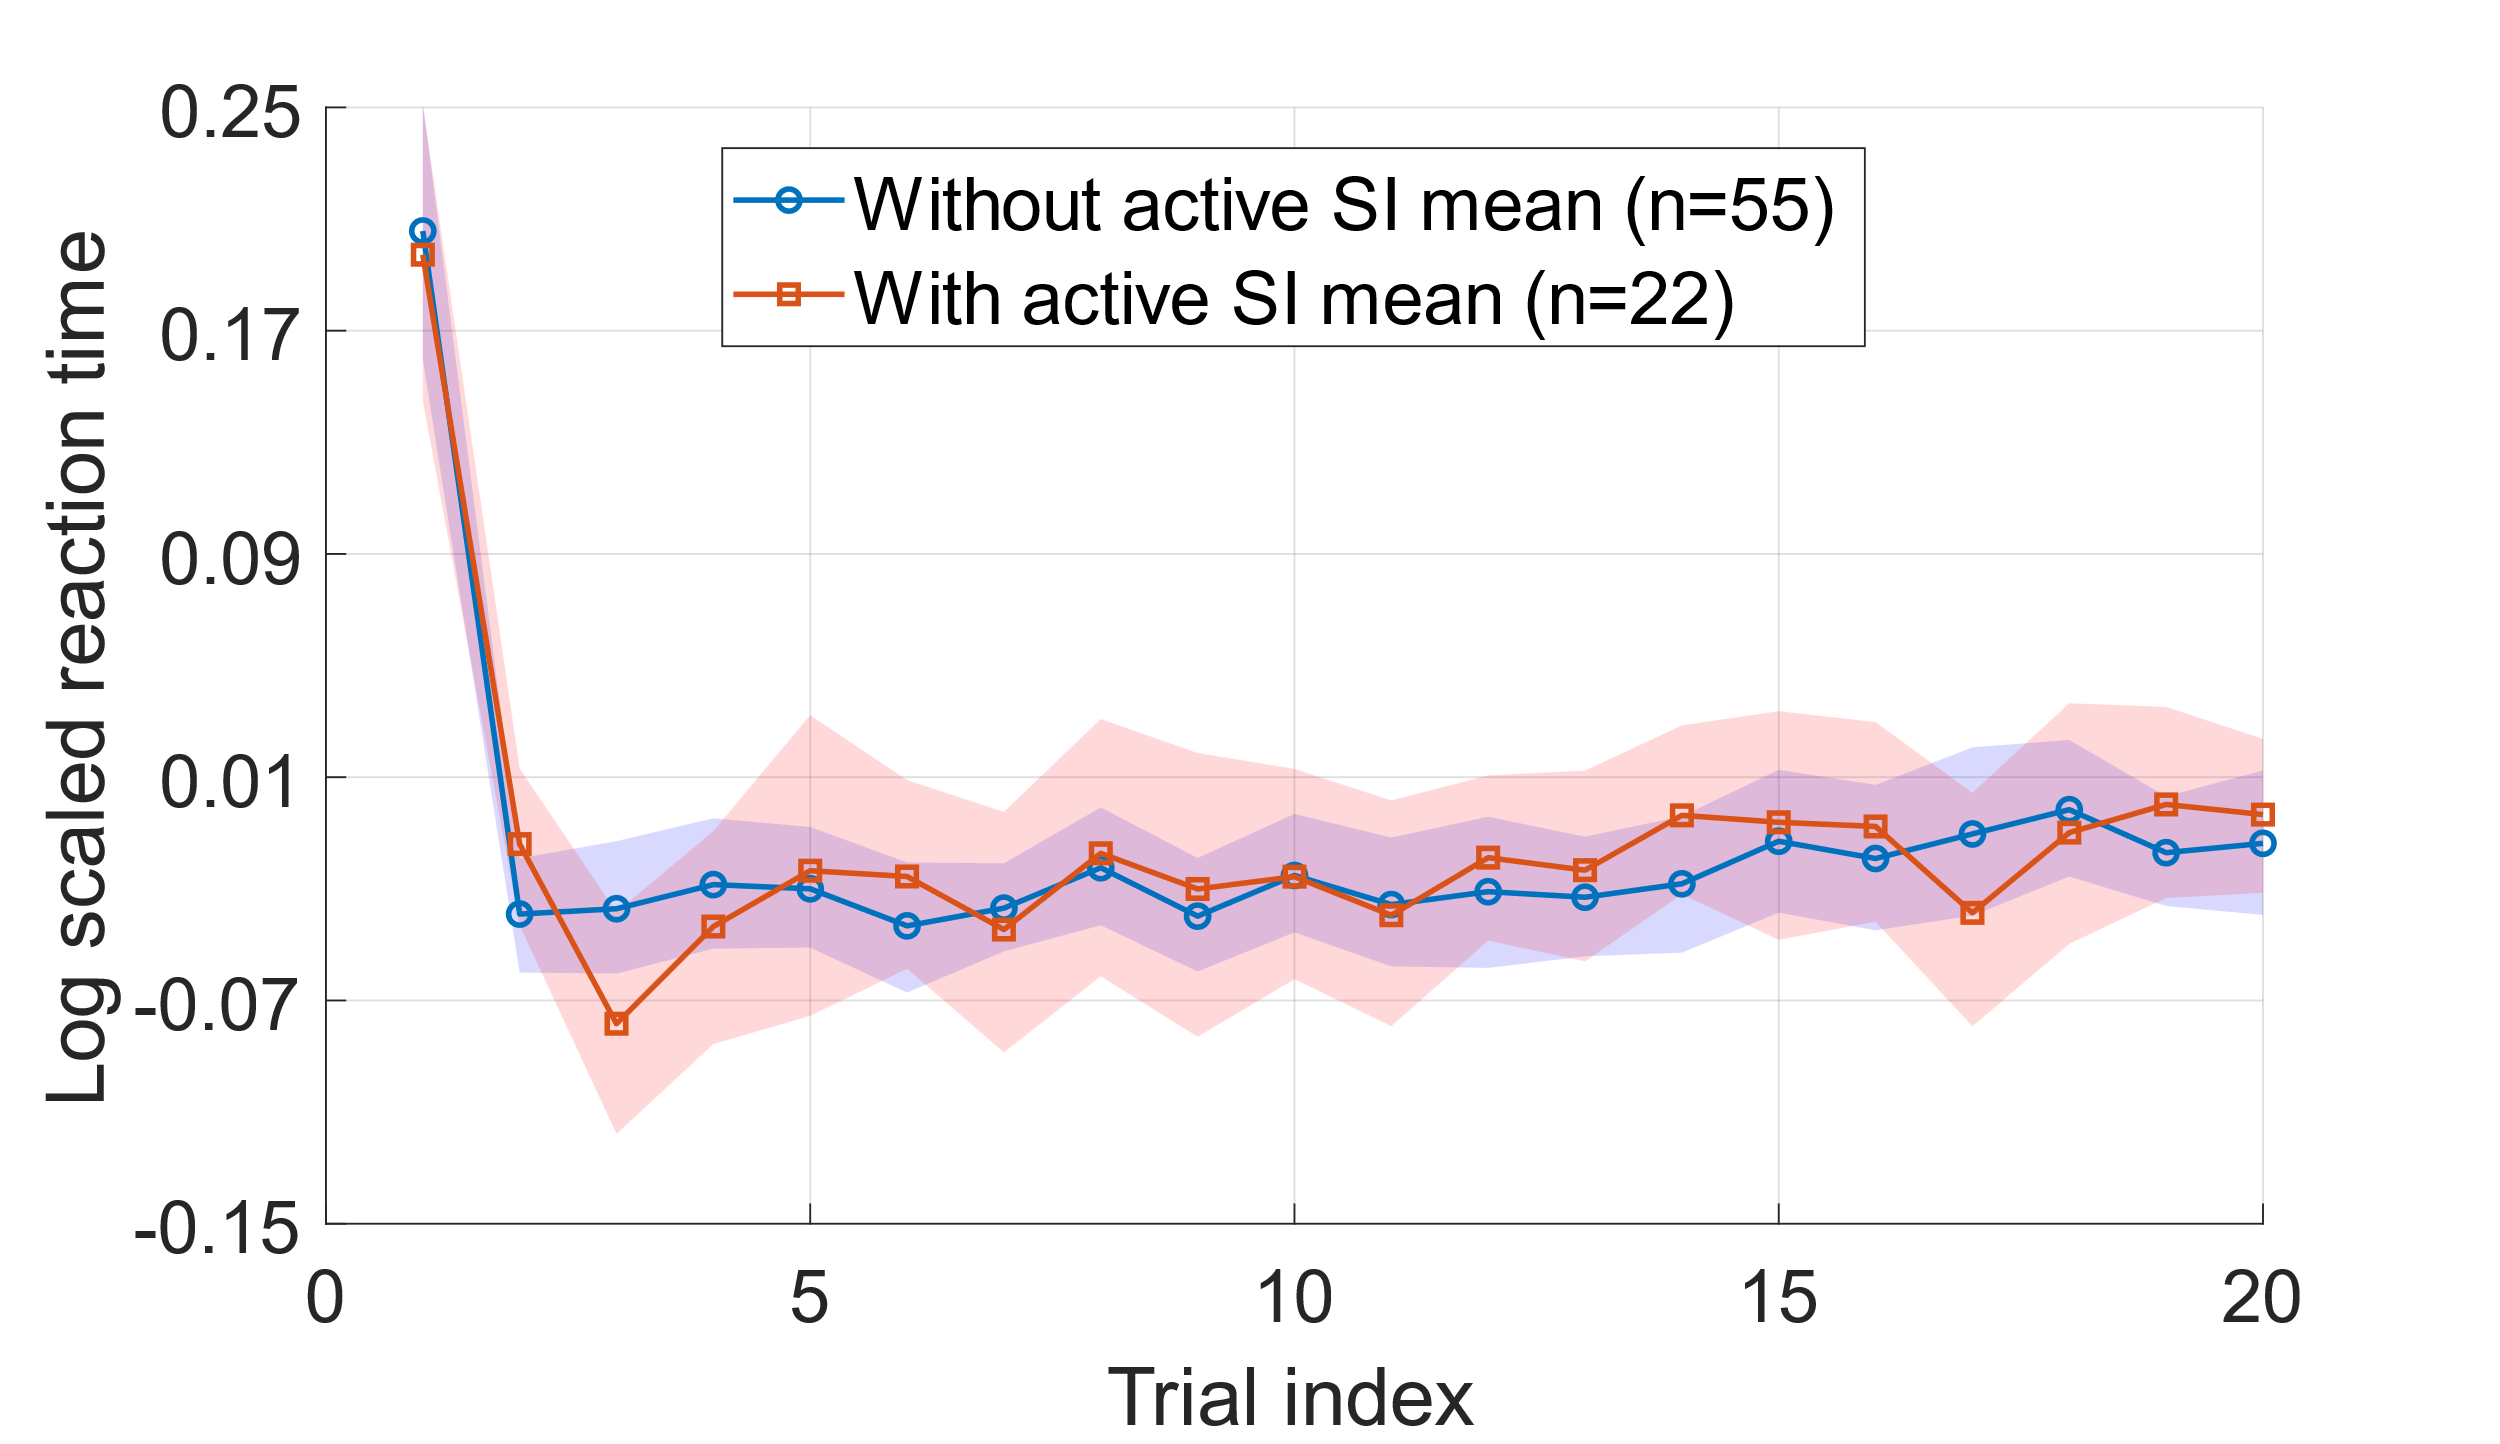 0.25
0.17
0.09
0.01
-0.07
-0.15
Log scaled reaction time
Without active SI mean (n=55)
With active SI mean (n=22)
0 5 10 15 20
Trial index